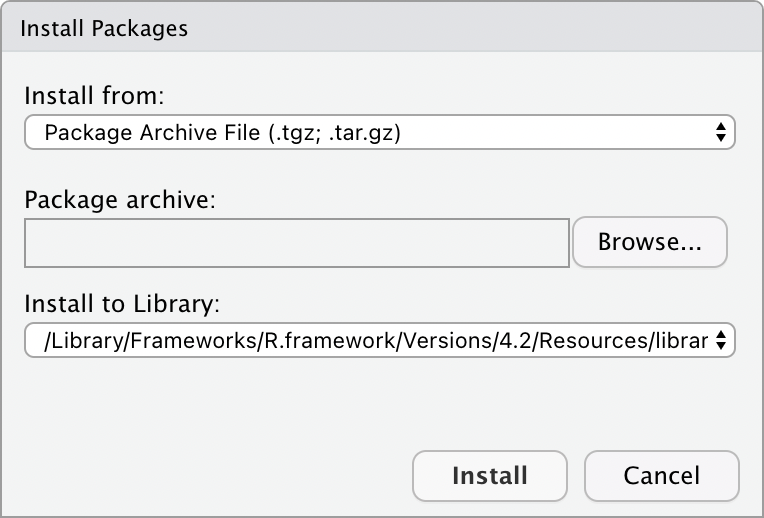 Install Packages
Install from:
Package Archive File (.tgz; .tar.gz)
Package archive:
Browse...
Install to Library:
/Library/Frameworks/R.framework/Versions/4.2/Resources/librar
Install
Cancel